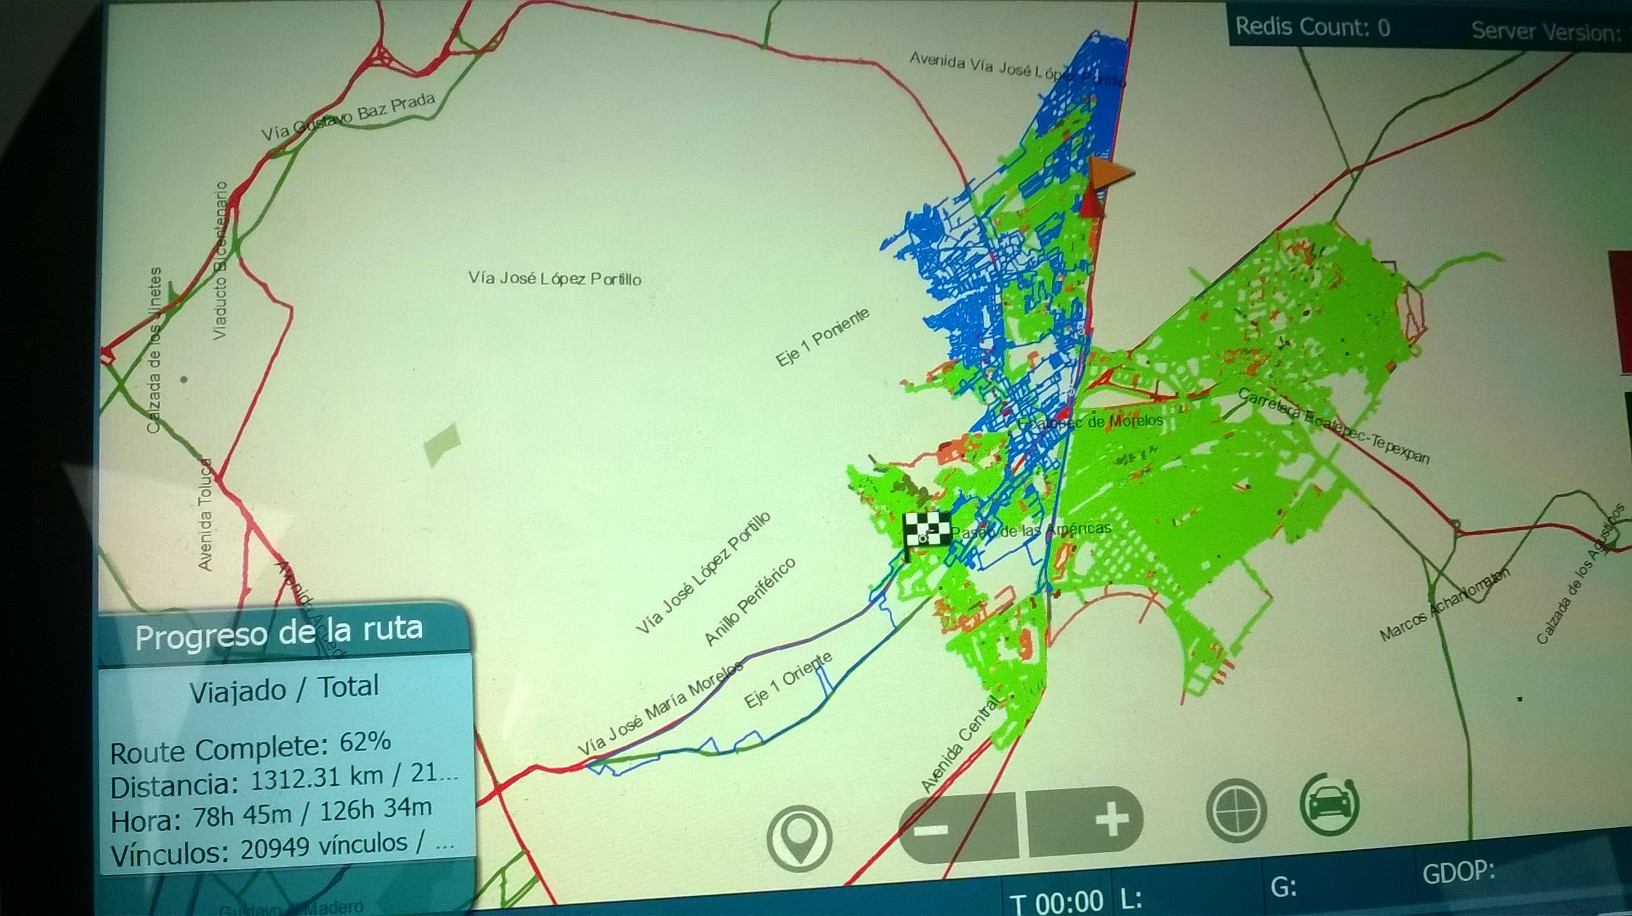 Redis Count: 0
Server Version:
Avenida Vía José López Portillo
Vía Gustavo Baz Prada
Viaducto Bicentenario
Calzada de los Jinetes
Vía José López Portillo
Eje 1 Poniente
Carretera Ecatepec-Tepexpan
Ecatepec de Morelos
Avenida Toluca
Paseo de las Américas
Vía José López Portillo
Anillo Periférico
Calzada de los
Marcos
Avenida
Eje 1 Oriente
Vía José María Morelos
Avenida Central
Progreso de la ruta
Viajado / Total
Route Complete: 62%
Distancia: 1312.31 km / 21...
Hora: 78h 45m / 126h 34m
Vínculos: 20949 vínculos / ...
Gustavo A Madero
T 00:00
L:
G:
GDOP: